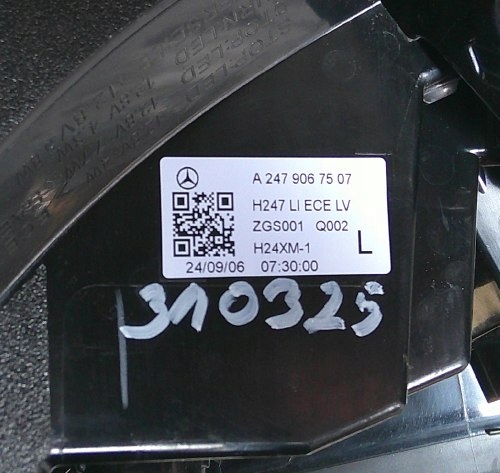 A 247 906 75 07
H247 LI ECE LV
ZGS001 Q002
H24XM-1
L
24/09/06 07:30:00
310325